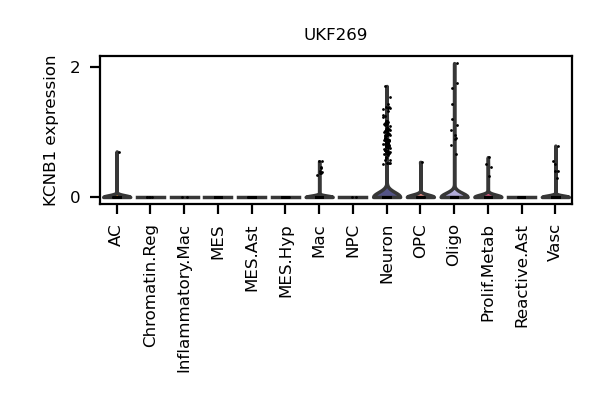 UKF269
KCNB1 expression
2
0
AC
Chromatin.Reg
Inflammatory.Mac
MES
MES.Ast
MES.Hyp
Mac
NPC
Neuron
OPC
Oligo
Prolif.Metab
Reactive.Ast
Vasc